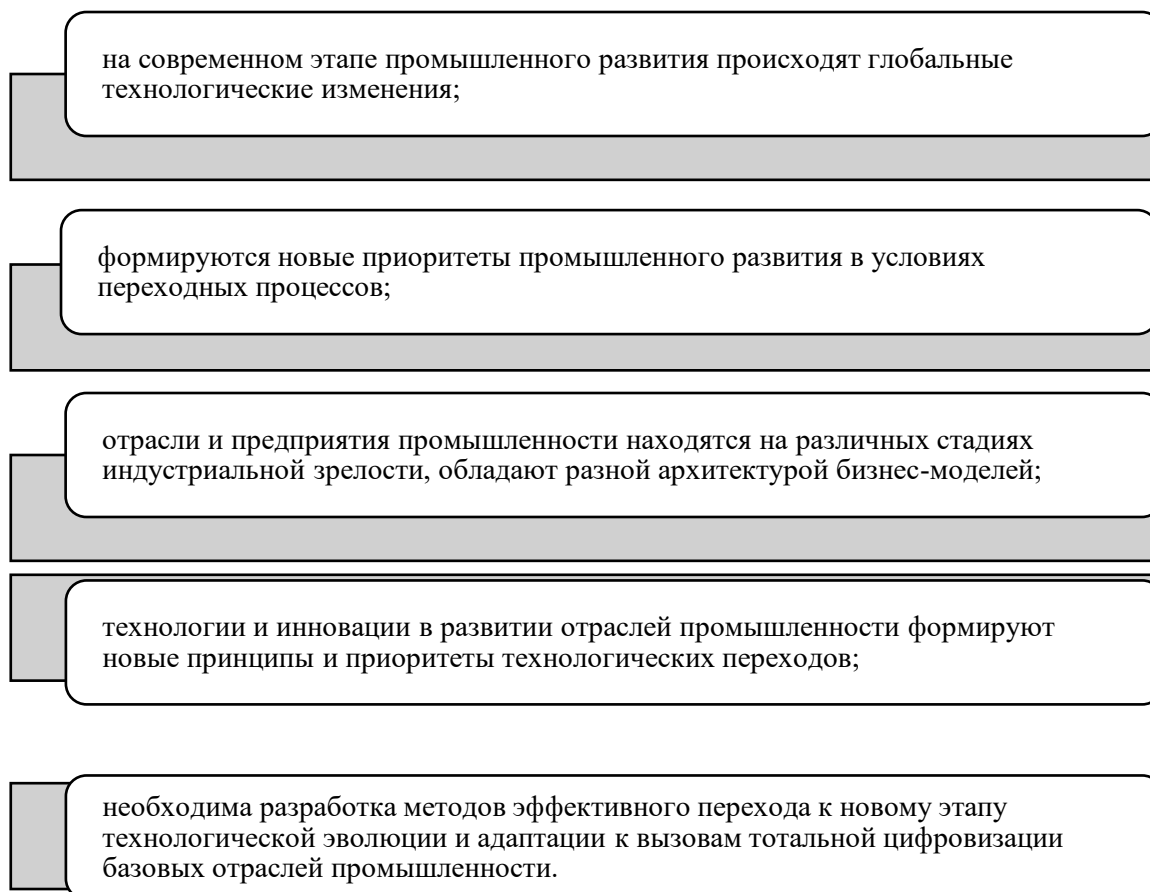 на современном этапе промышленного развития происходят глобальные
технологические изменения;
формируются новые приоритеты промышленного развития в условиях
переходных процессов;
отрасли и предприятия промышленности находятся на различных стадиях
индустриальной зрелости, обладают разной архитектурой бизнес-моделей;
технологии и инновации в развитии отраслей промышленности формируют
новые принципы и приоритеты технологических переходов;
необходима разработка методов эффективного перехода к новому этапу
технологической эволюции и адаптации к вызовам тотальной цифровизации
базовых отраслей промышленности.